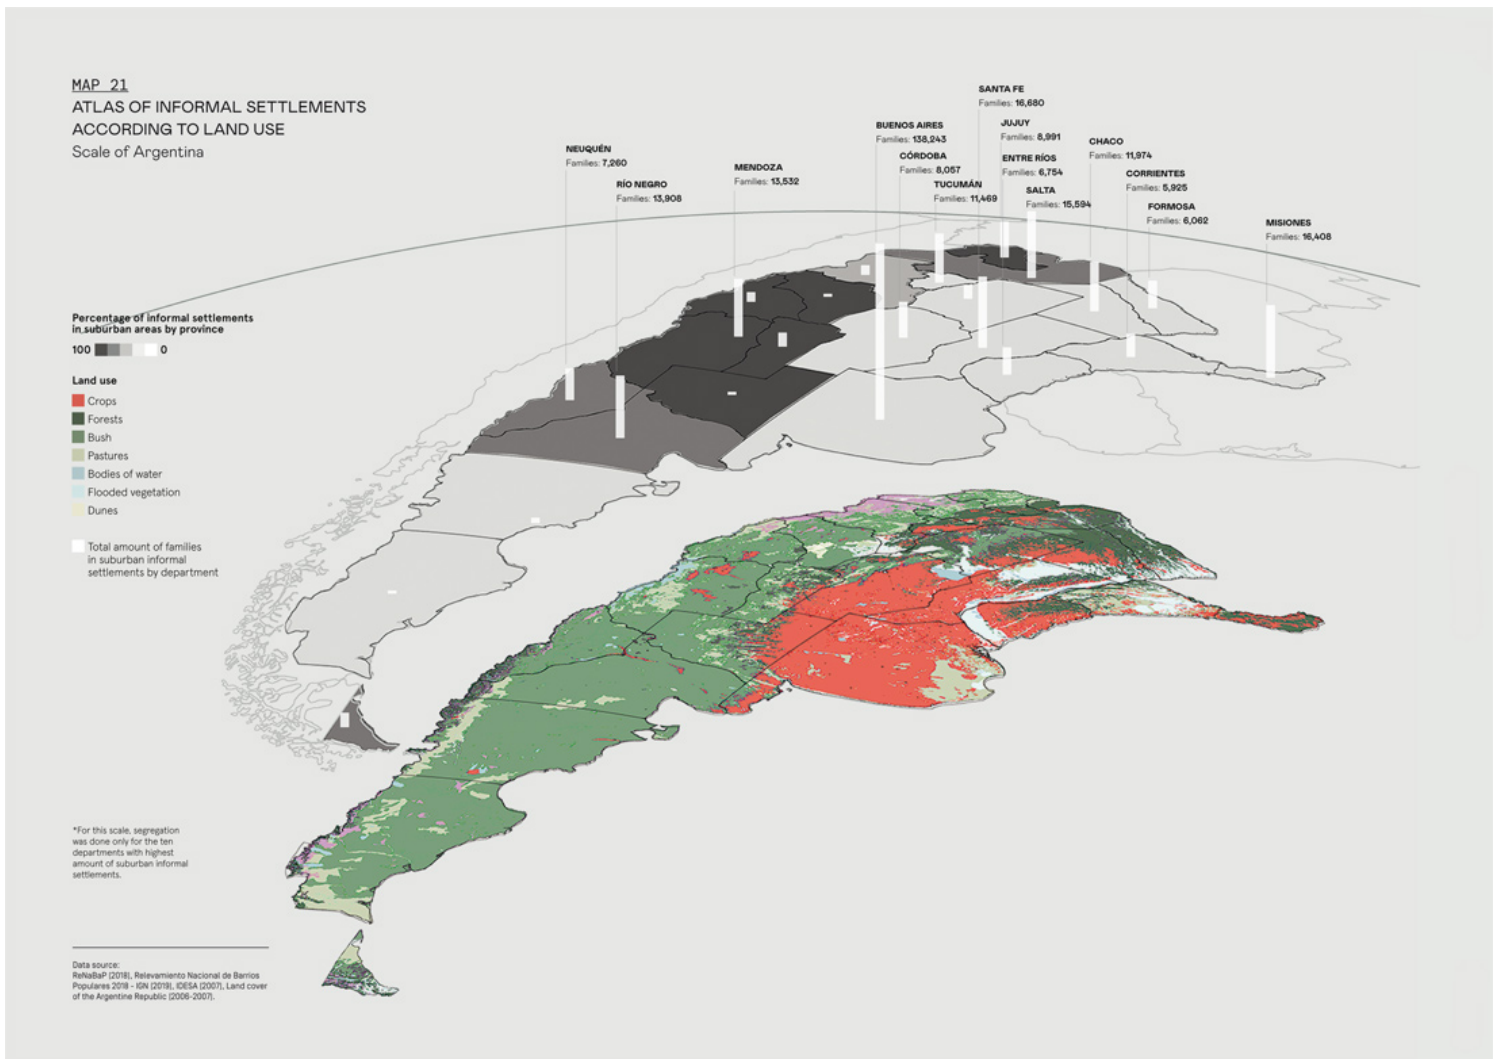 MAP 21
ATLAS OF INFORMAL SETTLEMENTS
ACCORDING TO LAND USE
Scale of Argentina
SANTA FE
Families: 16,680
BUENOS AIRES
Families: 138,243
JUJUY
Families: 8,991
NEUQUÉN
Families: 7,260
MENDOZA
Families: 13,532
CÓRDOBA
Families: 8,057
ENTRE RÍOS
Families: 6,754
CHACO
Families: 11,974
RÍO NEGRO
Families: 13,908
TUCUMÁN
Families: 11,469
SALTA
Families: 15,594
CORRIENTES
Families: 5,925
FORMOSA
Families: 6,062
MISIONES
Families: 16,408
Percentage of informal settlements
in suburban areas by province
100 0
Land use
Crops
Forests
Bush
Pastures
Bodies of water
Flooded vegetation
Dunes
Total amount of families
in suburban informal
settlements by department
*For this scale, segregation
was done only for the ten
departments with highest
amount of suburban informal
settlements.
Data source:
ReNaBaP (2018), Relevamiento Nacional de Barrios
Populares 2018 - IGN (2019), IDESA (2007), Land cover
of the Argentine Republic (2006-2007).